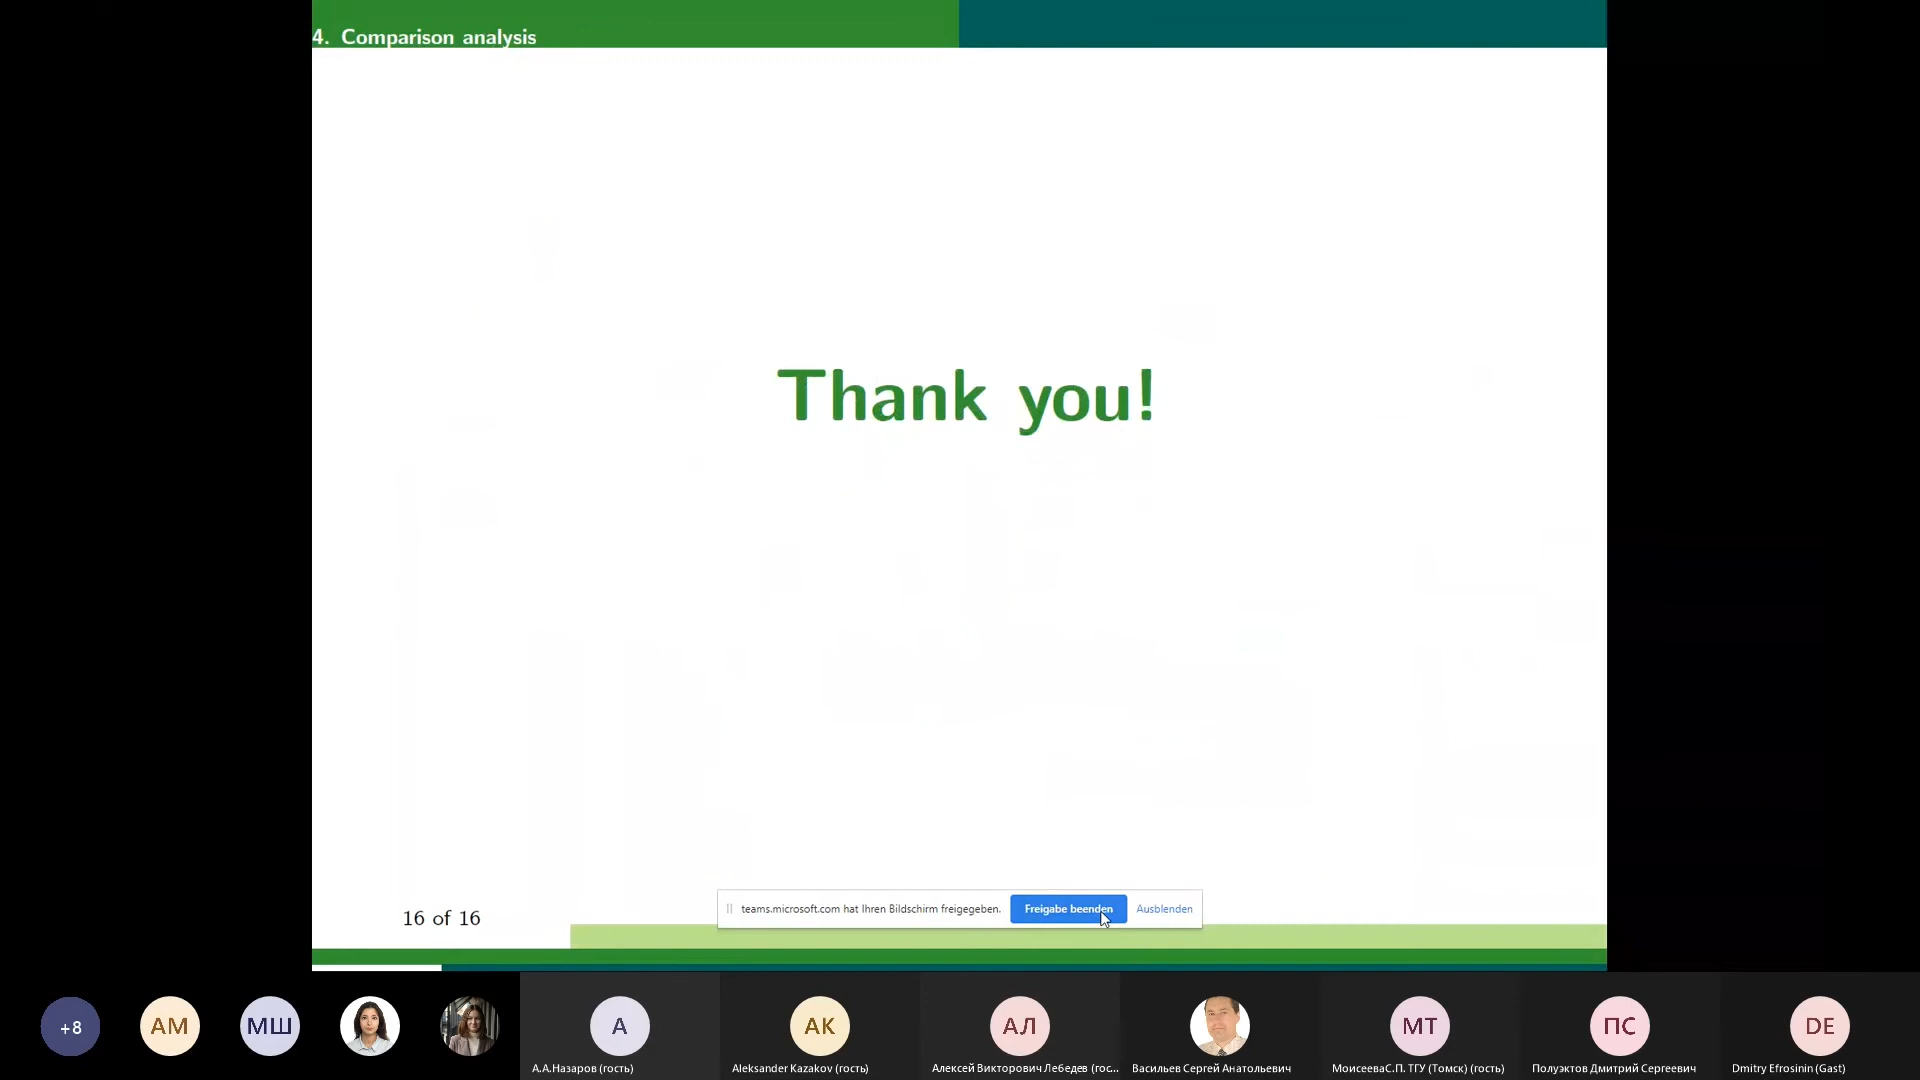 4. Comparison analysis
Thank you!
16 of 16
teams.microsoft.com hat Ihren Bildschirm freigegeben. Freigabe beenden Ausblenden
+8 АМ МШ А АК АЛ МТ ПС DE
А.А.Назаров (гость) Aleksander Kazakov (гость) Алексей Викторович Лебедев (гос... Васильев Сергей Анатольевич МоисееваС.П. ТГУ (Томск) (гость) Полуэктов Дмитрий Сергеевич Dmitry Efrosinin (Gast)